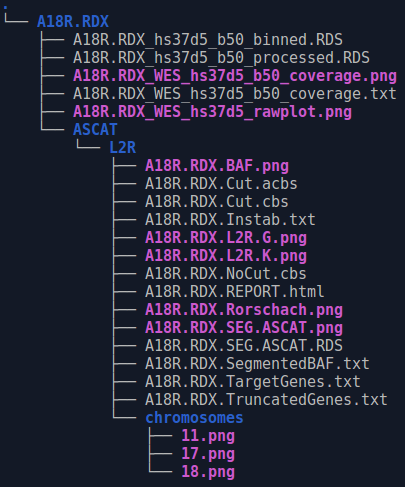 .
└── A18R.RDX
    ├── A18R.RDX_hs37d5_b50_binned.RDS
    ├── A18R.RDX_hs37d5_b50_processed.RDS
    ├── A18R.RDX_WES_hs37d5_b50_coverage.png
    ├── A18R.RDX_WES_hs37d5_b50_coverage.txt
    ├── A18R.RDX_WES_hs37d5_rawplot.png
    └── ASCAT
        └── L2R
            ├── A18R.RDX.BAF.png
            ├── A18R.RDX.Cut.acbs
            ├── A18R.RDX.Cut.cbs
            ├── A18R.RDX.Instab.txt
            ├── A18R.RDX.L2R.G.png
            ├── A18R.RDX.L2R.K.png
            ├── A18R.RDX.NoCut.cbs
            ├── A18R.RDX.REPORT.html
            ├── A18R.RDX.Rorschach.png
            ├── A18R.RDX.SEG.ASCAT.png
            ├── A18R.RDX.SEG.ASCAT.RDS
            ├── A18R.RDX.SegmentedBAF.txt
            ├── A18R.RDX.TargetGenes.txt
            ├── A18R.RDX.TruncatedGenes.txt
            └── chromosomes
                ├── 11.png
                ├── 17.png
                └── 18.png